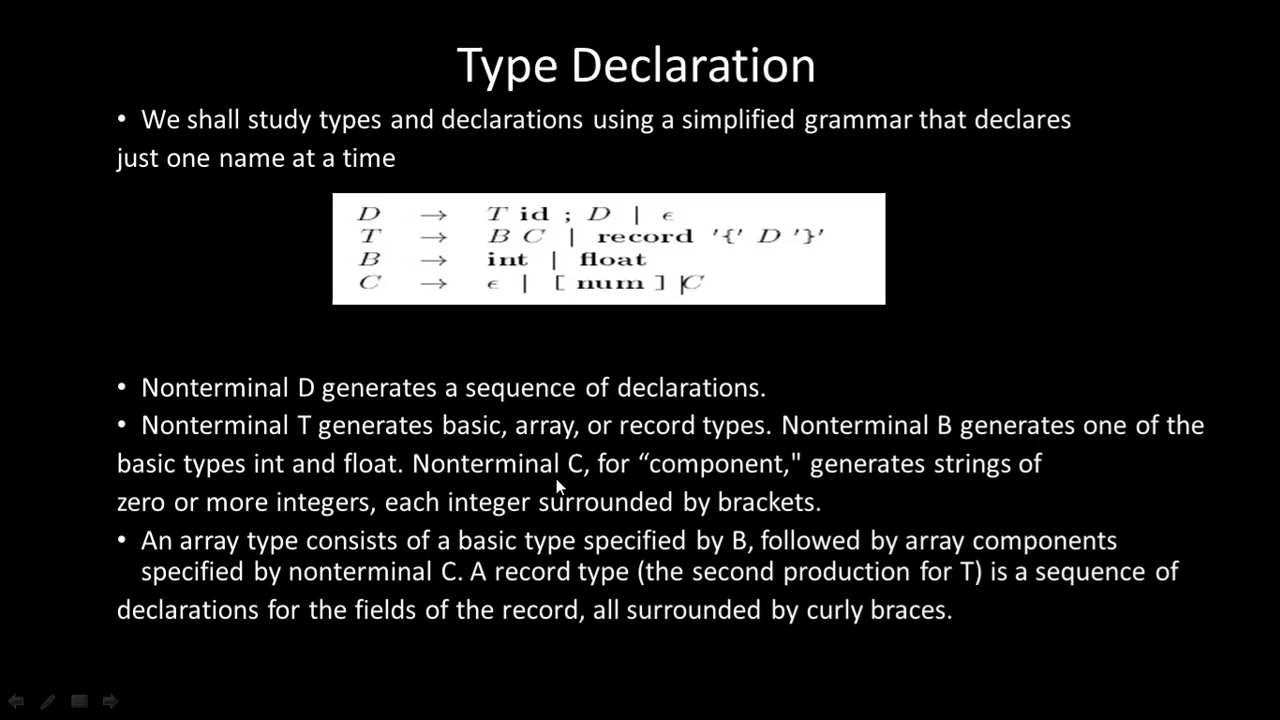 Type Declaration
• We shall study types and declarations using a simplified grammar that declares
just one name at a time
D → T id ; D | ϵ
T → B C | record '{' D '}'
B → int | float
C → ϵ | [ num ] |C
• Nonterminal D generates a sequence of declarations.
• Nonterminal T generates basic, array, or record types. Nonterminal B generates one of the
basic types int and float. Nonterminal C, for “component," generates strings of
zero or more integers, each integer surrounded by brackets.
• An array type consists of a basic type specified by B, followed by array components
specified by nonterminal C. A record type (the second production for T) is a sequence of
declarations for the fields of the record, all surrounded by curly braces.